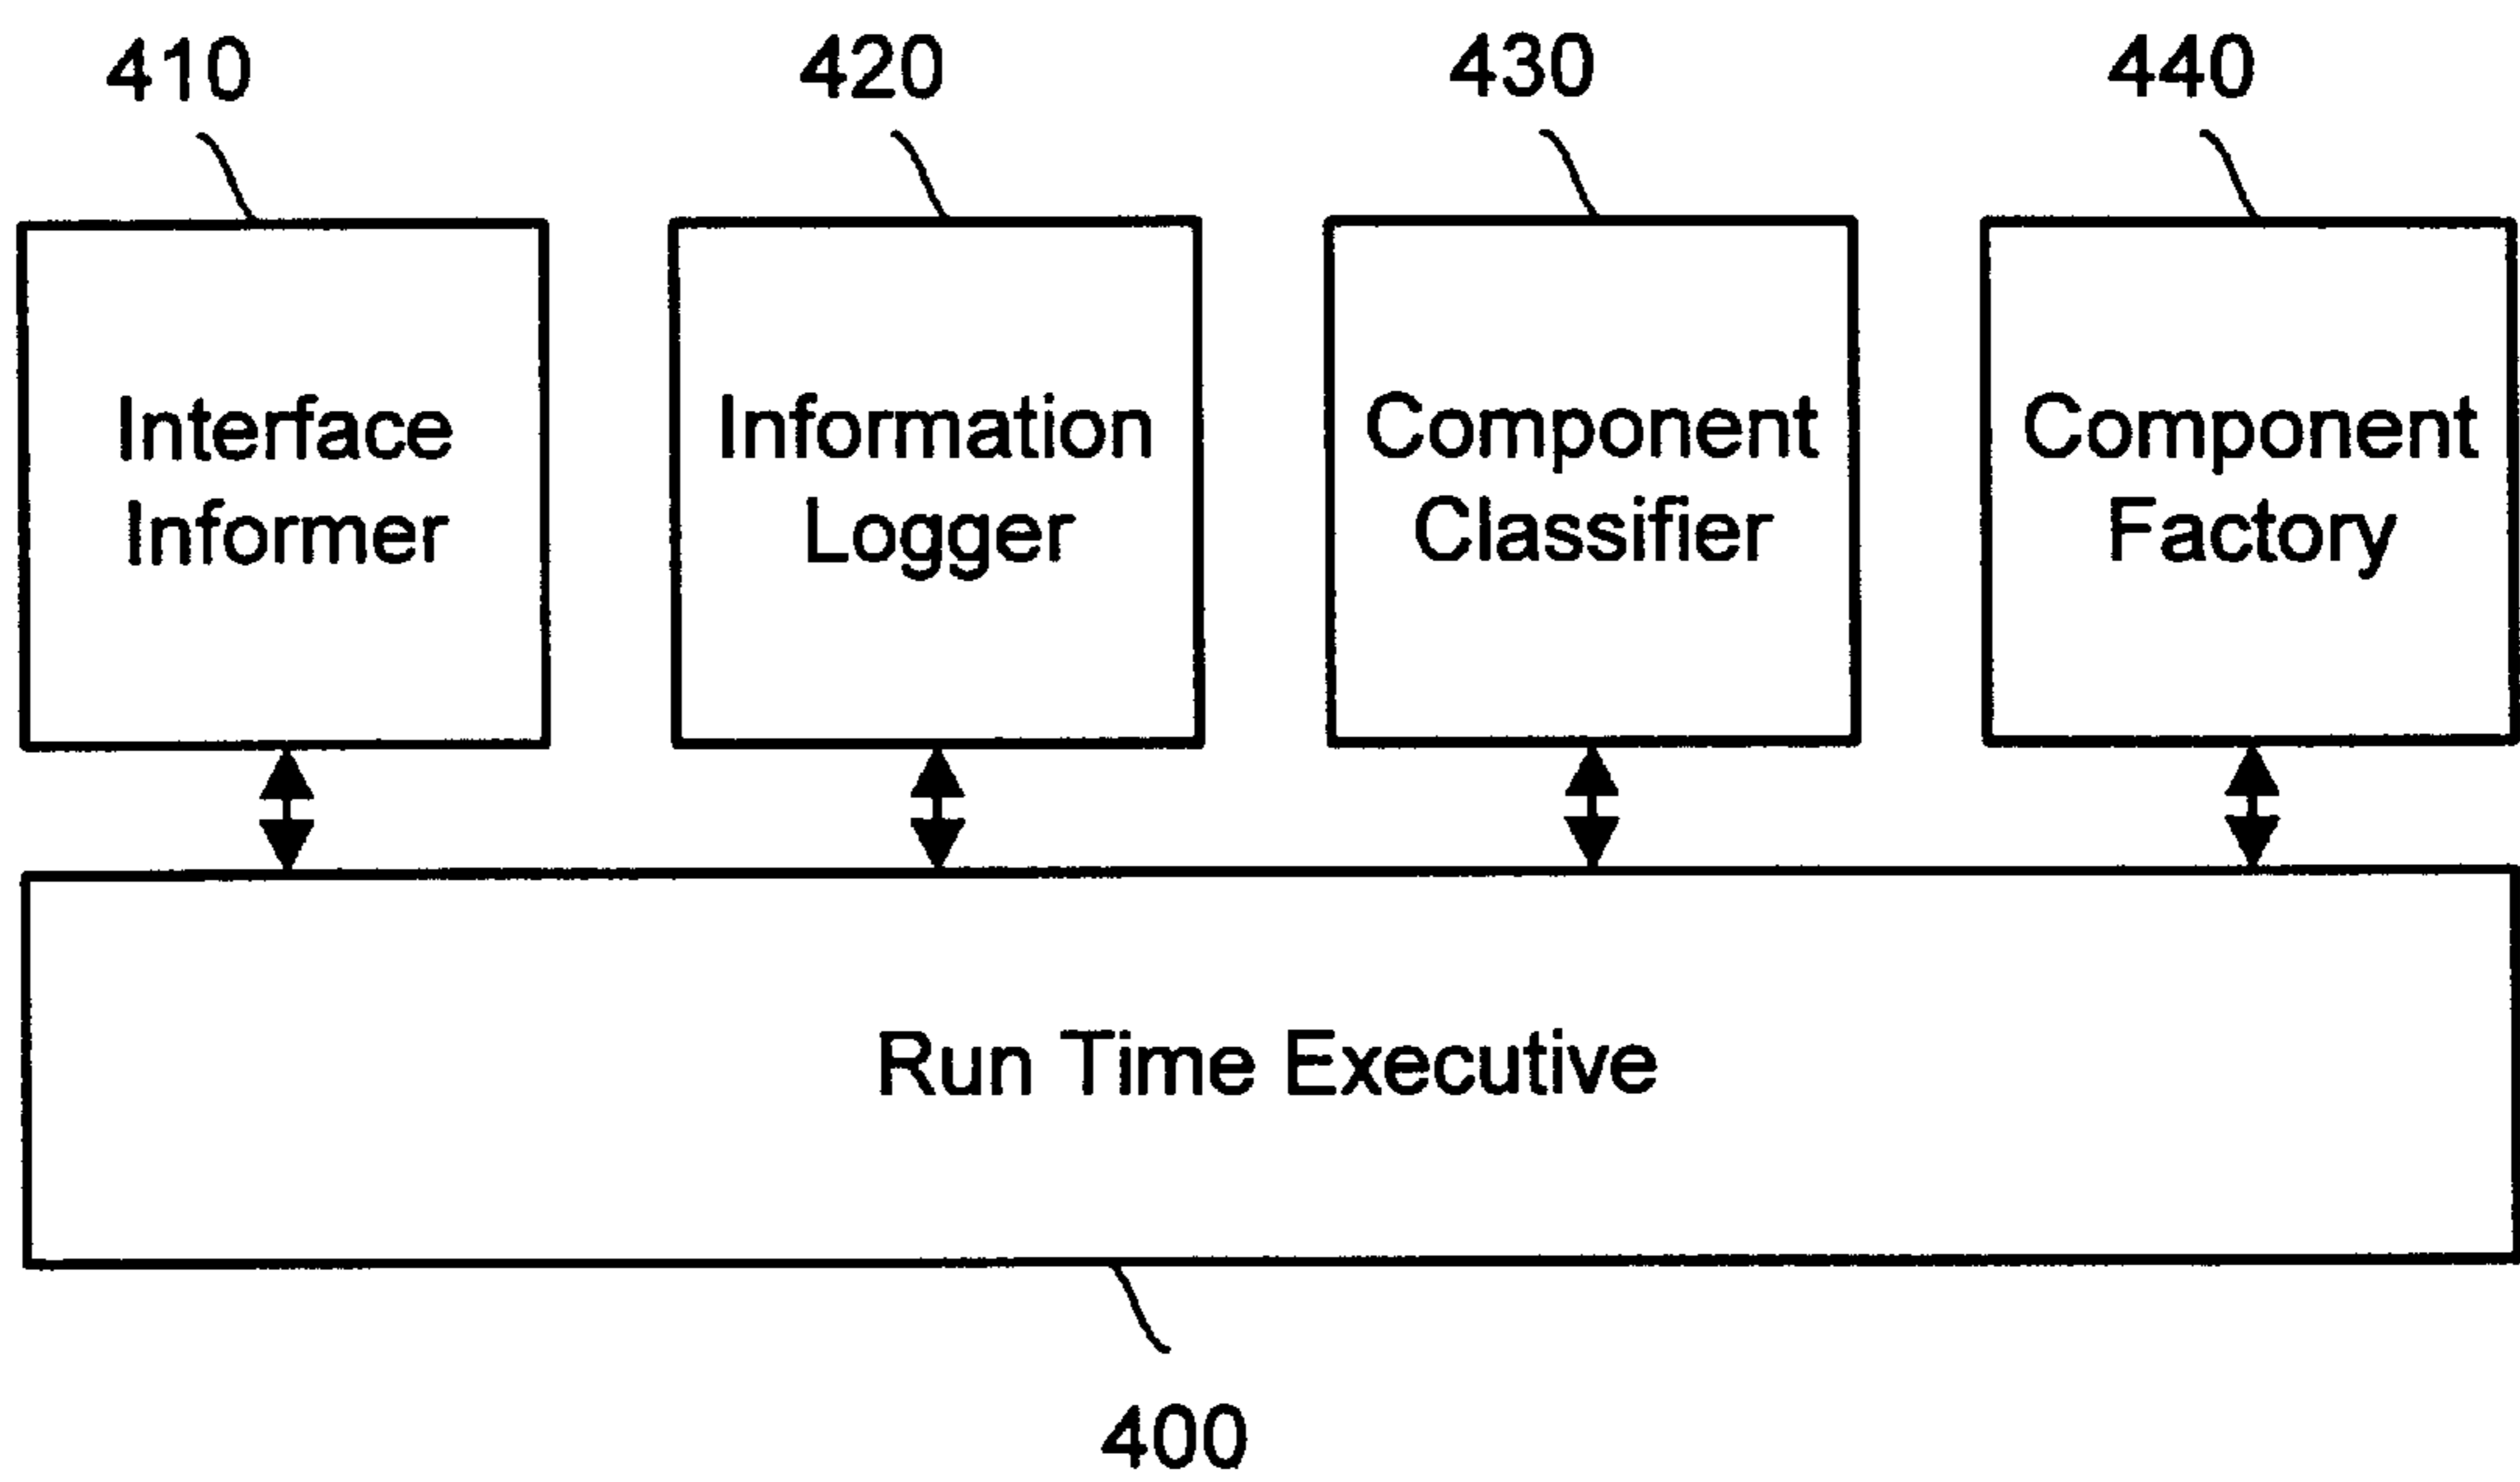 410
420
430
440
Interface
Informer
Information
Logger
Component
Classifier
Component
Factory
Run Time Executive
400